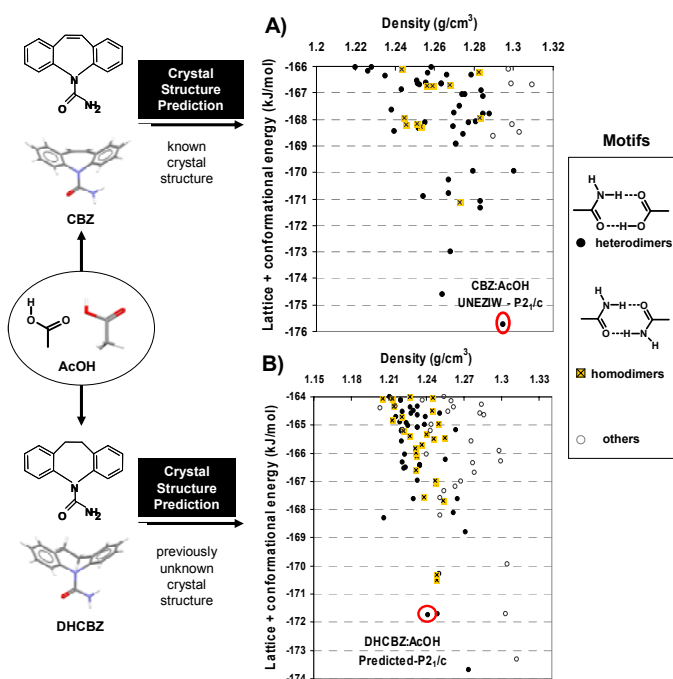 A)
Density (g/cm³)
1.2 1.22 1.24 1.26 1.28 1.3 1.32
Lattice + conformational energy (kJ/mol)
-166
-167
-168
-169
-170
-171
-172
-173
-174
-175
-176
CBZ:AcOH
UNEZIW - P2₁/c
N
O
NH₂
Crystal
Structure
Prediction
known
crystal
structure
CBZ
H
O
O
AcOH
N
O
NH₂
Crystal
Structure
Prediction
previously
unknown
crystal
structure
DHCBZ
B)
Density (g/cm³)
1.15 1.18 1.21 1.24 1.27 1.3 1.33
Lattice + conformational energy (kJ/mol)
-164
-165
-166
-167
-168
-169
-170
-171
-172
-173
-174
DHCBZ:AcOH
Predicted-P2₁/c
Motifs
H
N H O
O H O
heterodimers
H
N H O
O H N
H
homodimers
others